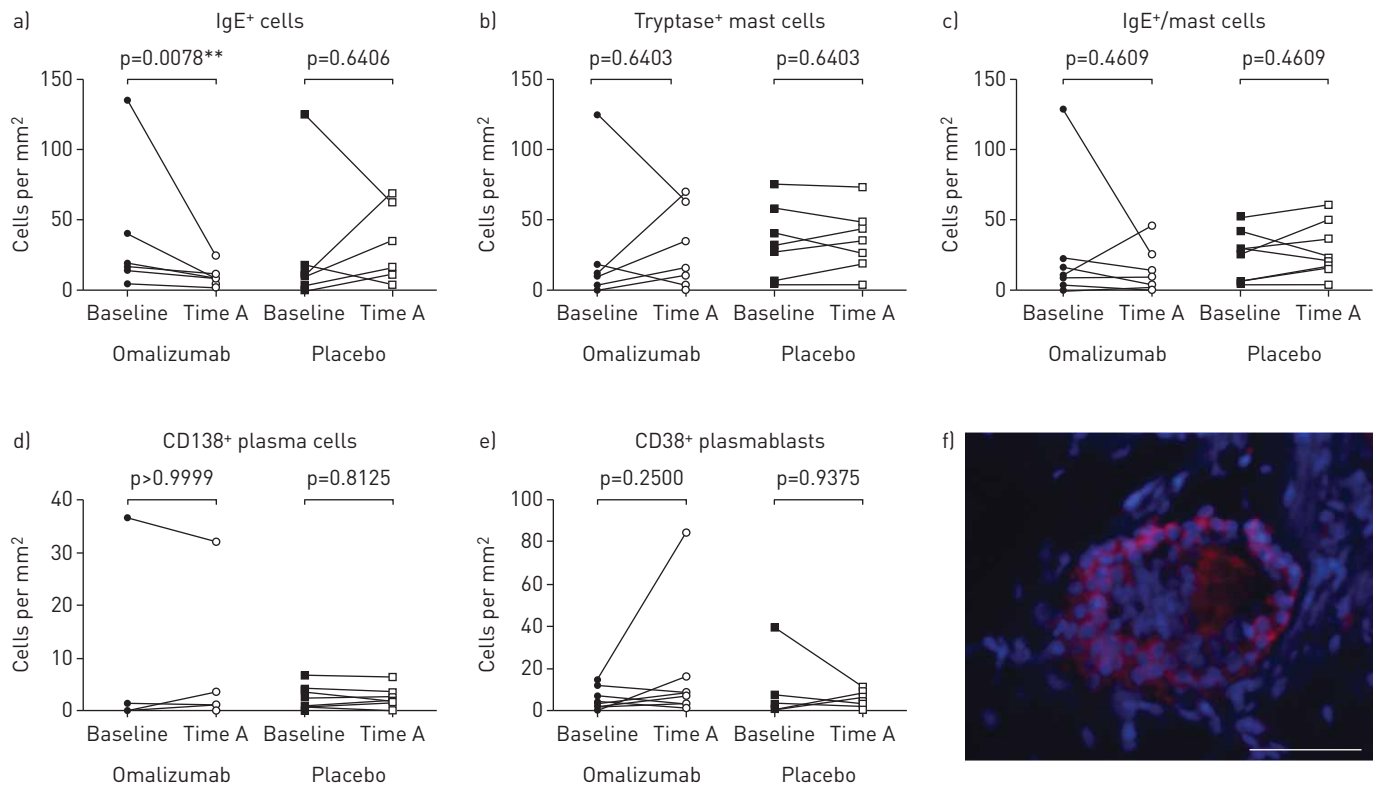 a) IgE⁺ cells
p=0.0078** p=0.6406
150
100
50
0
Cells per mm²
Baseline Time A Baseline Time A
Omalizumab Placebo
b) Tryptase⁺ mast cells
p=0.6403 p=0.6403
150
100
50
0
Cells per mm²
Baseline Time A Baseline Time A
Omalizumab Placebo
c) IgE⁺/mast cells
p=0.4609 p=0.4609
150
100
50
0
Cells per mm²
Baseline Time A Baseline Time A
Omalizumab Placebo
d) CD138⁺ plasma cells
p>0.9999 p=0.8125
40
30
20
10
0
Cells per mm²
Baseline Time A Baseline Time A
Omalizumab Placebo
e) CD38⁺ plasmablasts
p=0.2500 p=0.9375
100
80
60
40
20
0
Cells per mm²
Baseline Time A Baseline Time A
Omalizumab Placebo
f)